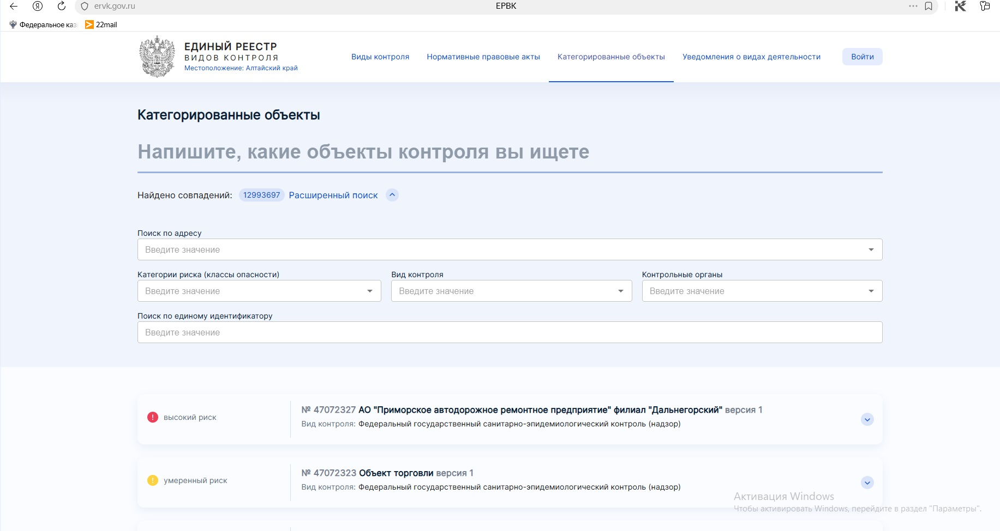 Я
ervk.gov.ru
ЕРВК
Федеральное каз
22mail
ЕДИНЫЙ РЕЕСТР
ВИДОВ КОНТРОЛЯ
Местоположение: Алтайский край
Виды контроля
Нормативные правовые акты
Категорированные объекты
Уведомления о видах деятельности
Войти
Категорированные объекты
Напишите, какие объекты контроля вы ищете
Найдено совпадений: 12993697 Расширенный поиск
Поиск по адресу
Введите значение
Категории риска (классы опасности)
Вид контроля
Контрольные органы
Введите значение
Введите значение
Введите значение
Поиск по единому идентификатору
Введите значение
высокий риск
№ 47072327 АО "Приморское автодорожное ремонтное предприятие" филиал "Дальнегорский" версия 1
Вид контроля: Федеральный государственный санитарно-эпидемиологический контроль (надзор)
умеренный риск
№ 47072323 Объект торговли версия 1
Вид контроля: Федеральный государственный санитарно-эпидемиологический контроль (надзор)
Активация Windows
Чтобы активировать Windows, перейдите в раздел "Параметры".